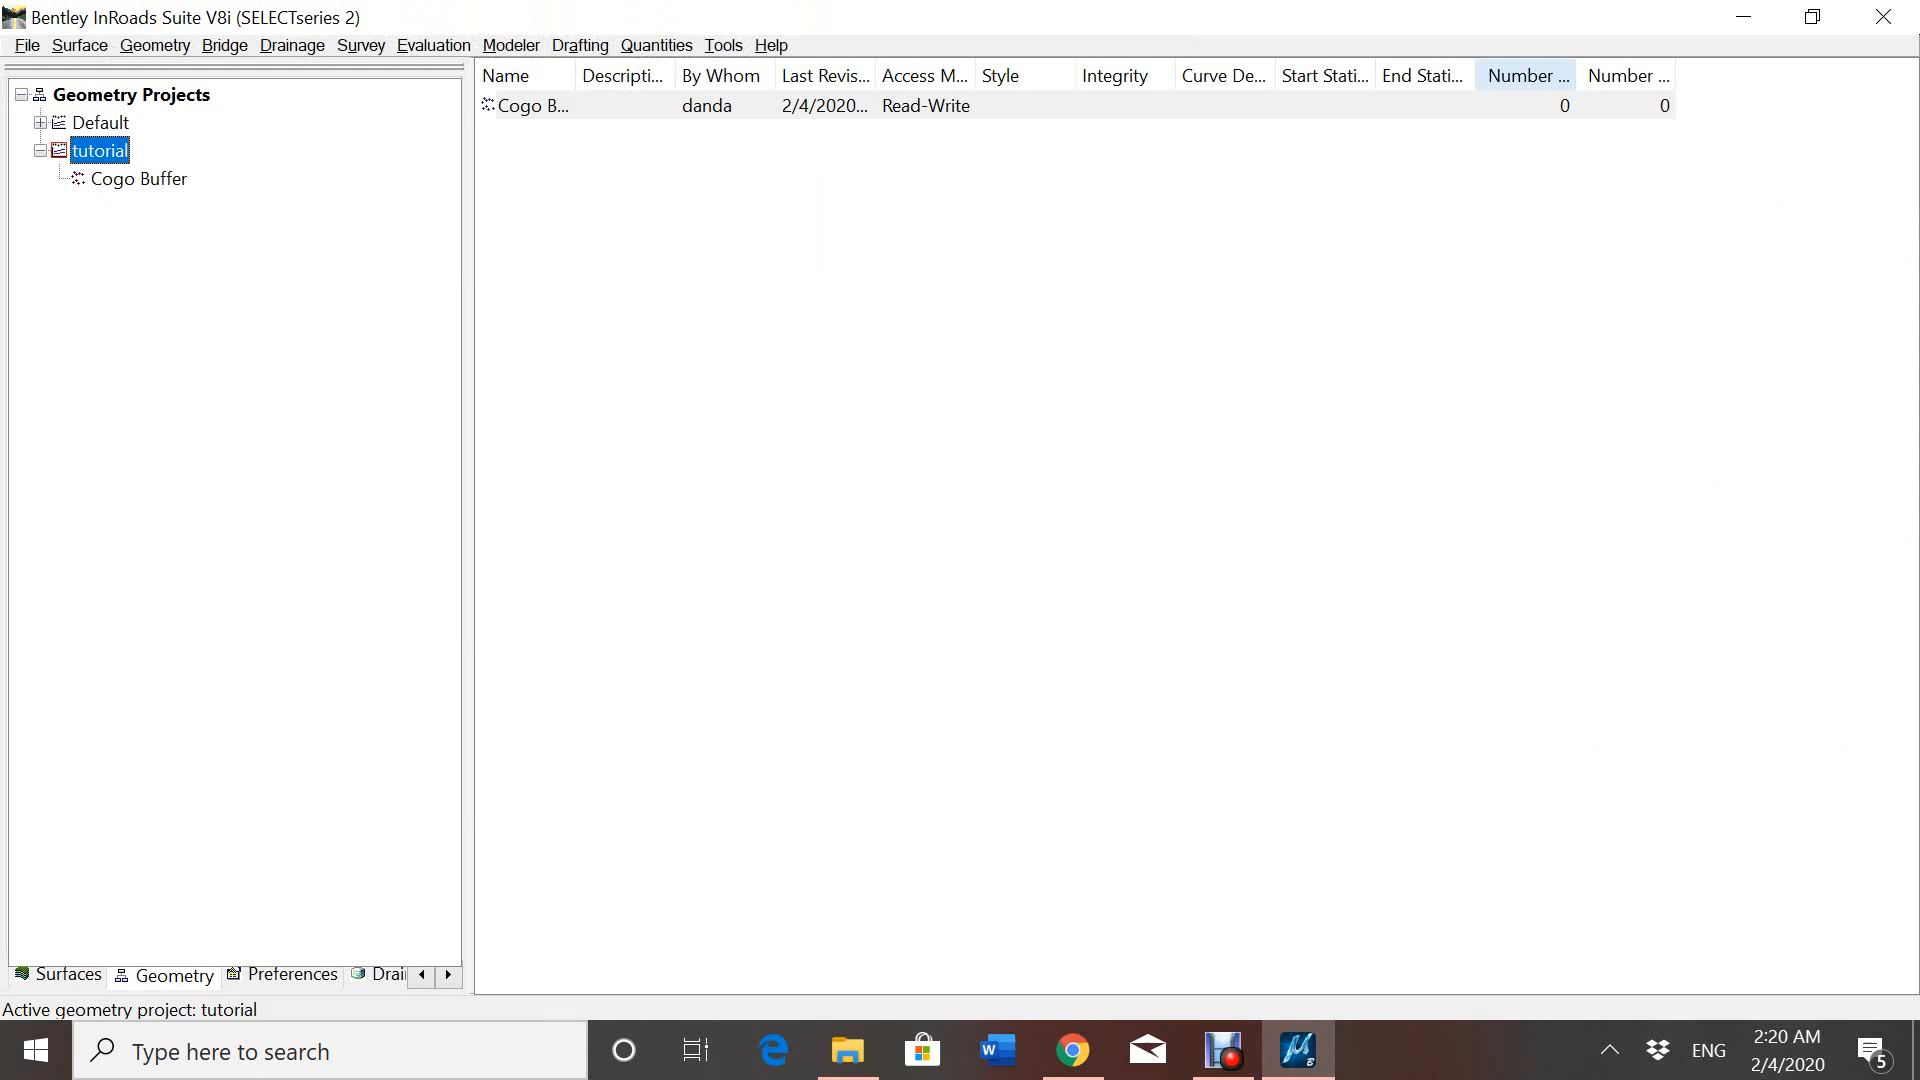 Bentley InRoads Suite V8i (SELECTseries 2)
File Surface Geometry Bridge Drainage Survey Evaluation Modeler Drafting Quantities Tools Help
Geometry Projects
Default
tutorial
Cogo Buffer
Name Descripti... By Whom Last Revis... Access M... Style Integrity Curve De... Start Stati... End Stati... Number ... Number ...
Cogo B... danda 2/4/2020... Read-Write 0 0
Surfaces Geometry Preferences Drai
Active geometry project: tutorial
Type here to search
ENG
2:20 AM
2/4/2020
5